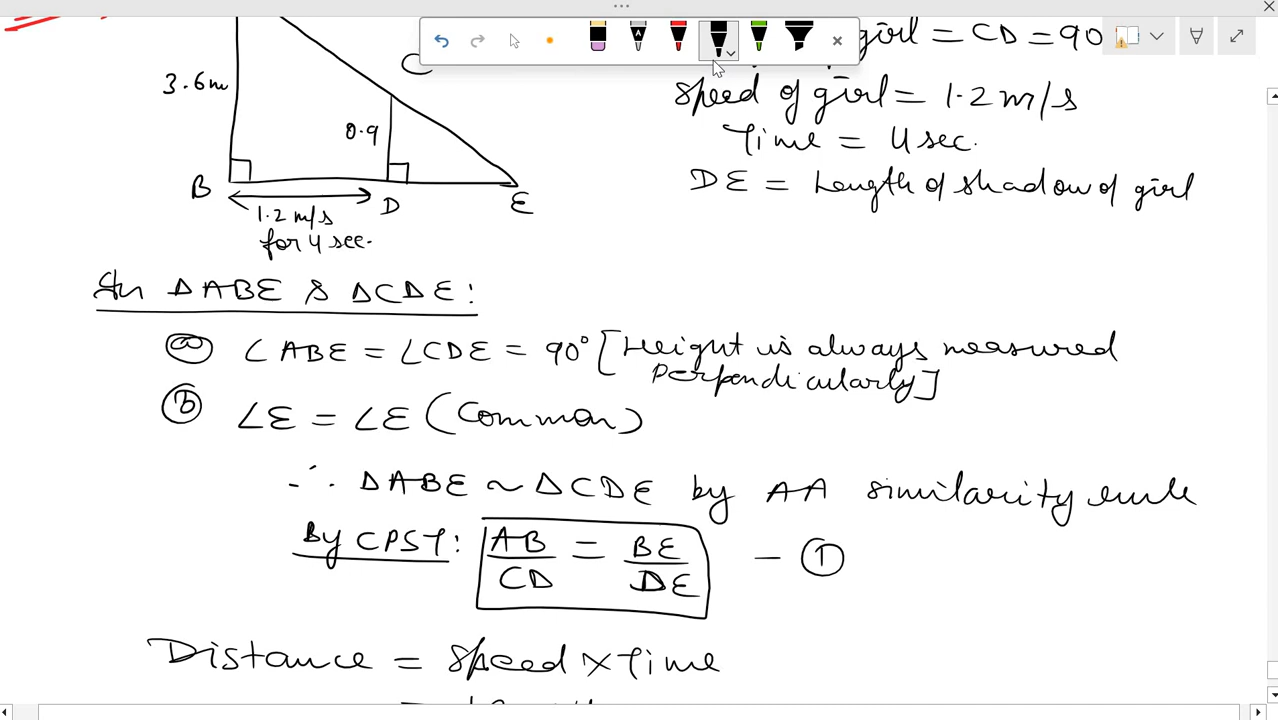 girl = CD = 90
3.6m
C
speed of girl = 1.2 m/s
0.9
Time = 4 sec.
B
D
E
DE = Length of shadow of girl
1.2 m/s
for 4 sec.
In ΔABE & ΔCDE:
(a) ∠ABE = ∠CDE = 90° [Height is always measured
Perpendicularly]
(b) ∠E = ∠E (Common)
∴ ΔABE ~ ΔCDE by AA similarity rule
By CPST: AB/CD = BE/DE — ①
Distance = Speed × Time